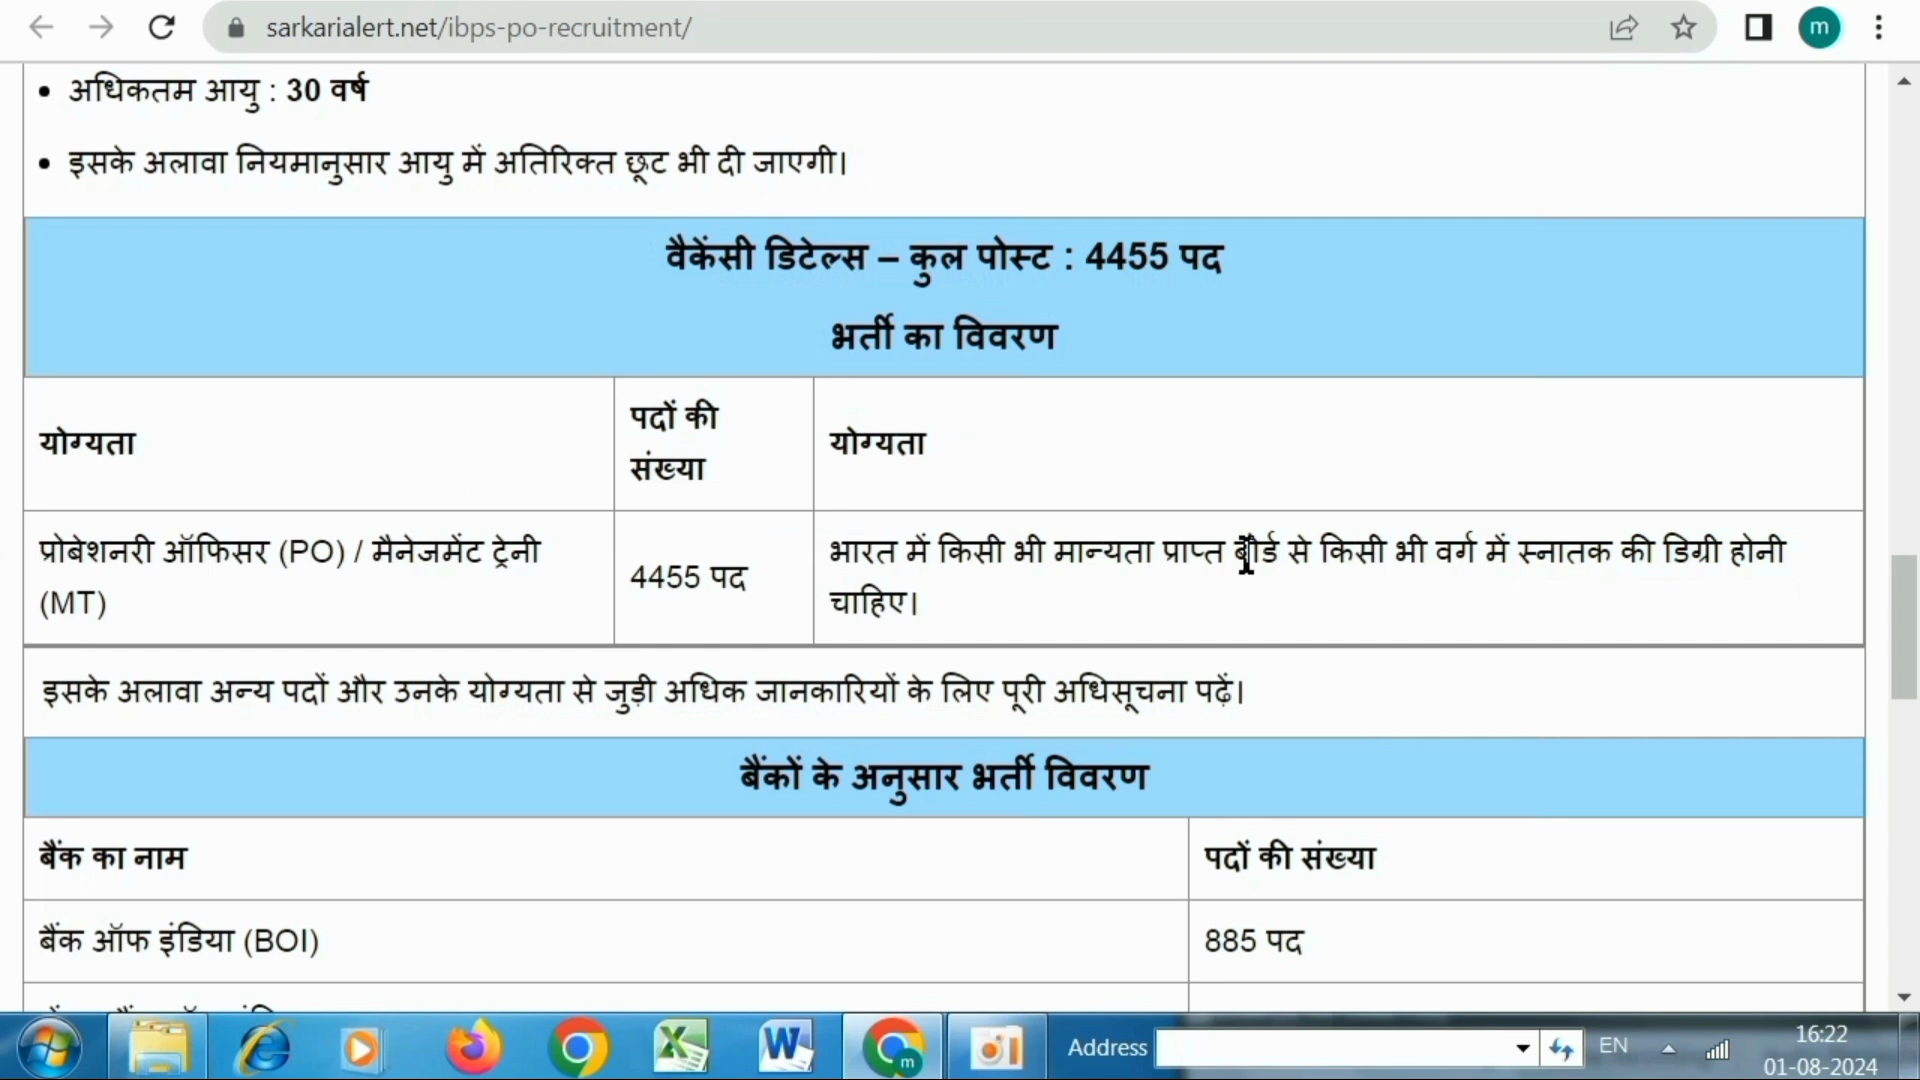 sarkarialert.net/ibps-po-recruitment/
m
• अधिकतम आयु : 30 वर्ष
• इसके अलावा नियमानुसार आयु में अतिरिक्त छूट भी दी जाएगी।
वैकेंसी डिटेल्स – कुल पोस्ट : 4455 पद
भर्ती का विवरण
योग्यता
पदों की
संख्या
योग्यता
प्रोबेशनरी ऑफिसर (PO) / मैनेजमेंट ट्रेनी
(MT)
4455 पद
भारत में किसी भी मान्यता प्राप्त बोर्ड से किसी भी वर्ग में स्नातक की डिग्री होनी
चाहिए।
इसके अलावा अन्य पदों और उनके योग्यता से जुड़ी अधिक जानकारियों के लिए पूरी अधिसूचना पढ़ें।
बैंकों के अनुसार भर्ती विवरण
बैंक का नाम
पदों की संख्या
बैंक ऑफ इंडिया (BOI)
885 पद
m
Address
EN
16:22
01-08-2024